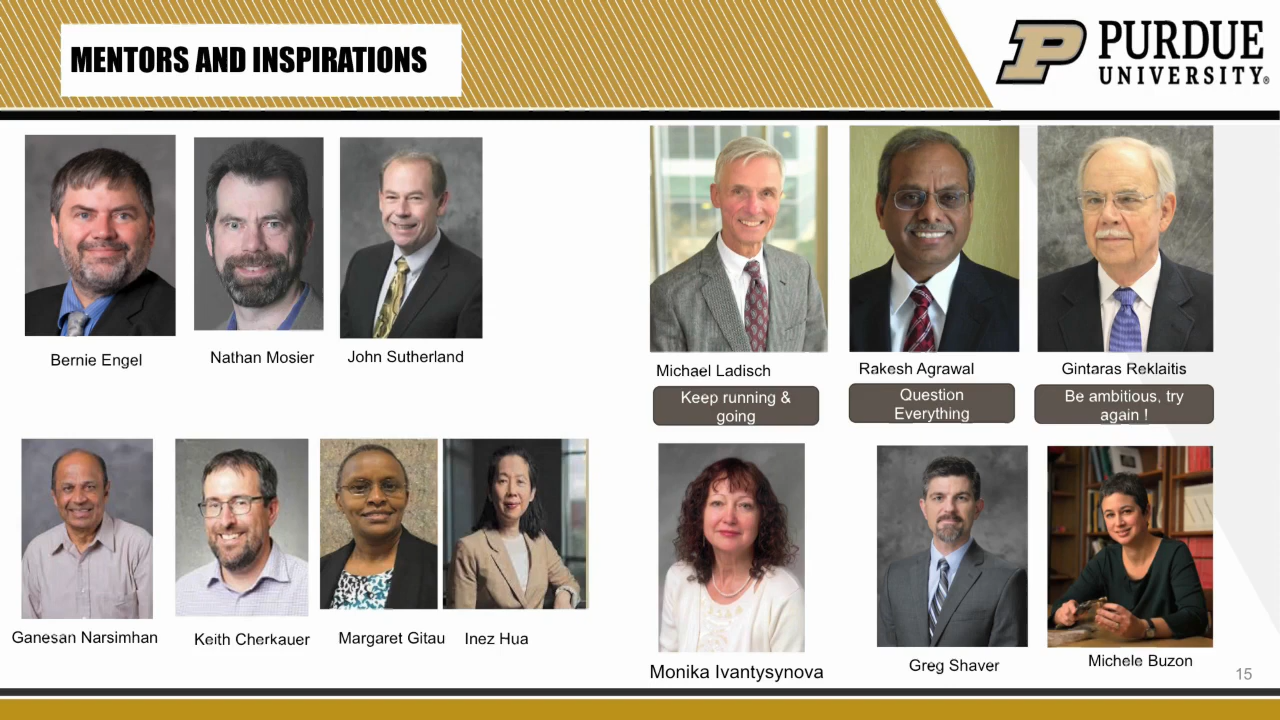 MENTORS AND INSPIRATIONS
P PURDUE
UNIVERSITY®
Bernie Engel
Nathan Mosier
John Sutherland
Michael Ladisch
Rakesh Agrawal
Gintaras Reklaitis
Keep running &
going
Question
Everything
Be ambitious, try
again !
Ganesan Narsimhan
Keith Cherkauer
Margaret Gitau
Inez Hua
Monika Ivantysynova
Greg Shaver
Michele Buzon
15